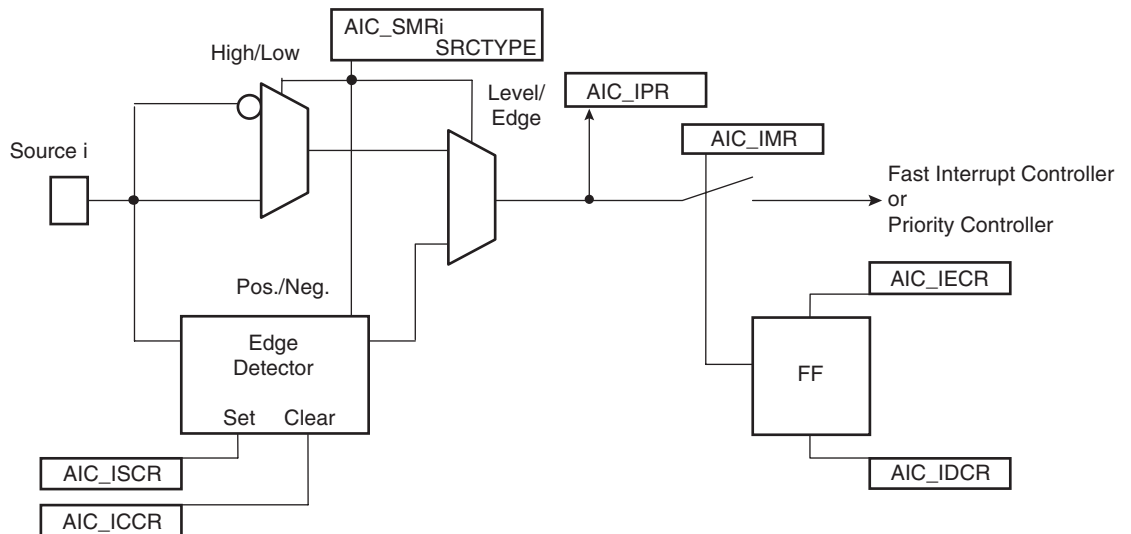 AIC_SMRi
SRCTYPE
High/Low
Level/
Edge
AIC_IPR
AIC_IMR
Source i
Fast Interrupt Controller
or
Priority Controller
AIC_IECR
Pos./Neg.
Edge
Detector
FF
Set Clear
AIC_ISCR
AIC_IDCR
AIC_ICCR